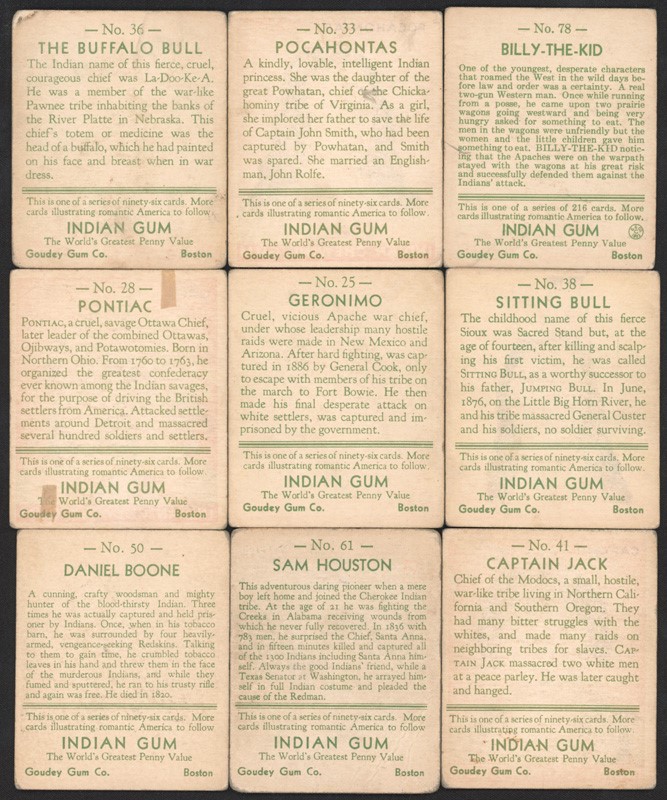 — No. 36 —
THE BUFFALO BULL
The Indian name of this fierce, cruel,
courageous chief was La-Doo-Ke-A.
He was a member of the war-like
Pawnee tribe inhabiting the banks of
the River Platte in Nebraska. This
chief's totem or medicine was the
head of a buffalo, which he had painted
on his face and breast when in war
dress.
This is one of a series of ninety-six cards. More
cards illustrating romantic America to follow.
INDIAN GUM
The World's Greatest Penny Value
Goudey Gum Co. Boston
— No. 33 —
POCAHONTAS
A kindly, lovable, intelligent Indian
princess. She was the daughter of the
great Powhatan, chief of the Chicka-
hominy tribe of Virginia. As a girl,
she implored her father to save the life
of Captain John Smith, who had been
captured by Powhatan, and Smith
was spared. She married an English-
man, John Rolfe.
This is one of a series of ninety-six cards. More
cards illustrating romantic America to follow.
INDIAN GUM
The World's Greatest Penny Value
Goudey Gum Co. Boston
— No. 78 —
BILLY-THE-KID
One of the youngest, desperate characters
that roamed the West in the wild days be-
fore law and order was a certainty. A real
two-gun Western man. Once while running
from a posse, he came upon two prairie
wagons going westward and being very
hungry asked for something to eat. The
men in the wagons were unfriendly but the
women and the little children gave him
something to eat. BILLY-THE-KID notic-
ing that the Apaches were on the warpath
stayed with the wagons at his great risk
and successfully defended them against the
Indians' attack.
This is one of a series of 216 cards. More
cards illustrating romantic America to follow.
INDIAN GUM
The World's Greatest Penny Value
Goudey Gum Co. Boston
— No. 28 —
PONTIAC
PONTIAC, a cruel, savage Ottawa Chief,
later leader of the combined Ottawas,
Ojibways, and Potawotomies. Born in
Northern Ohio. From 1760 to 1763, he
organized the greatest confederacy
ever known among the Indian savages,
for the purpose of driving the British
settlers from America. Attacked settle-
ments around Detroit and massacred
several hundred soldiers and settlers.
This is one of a series of ninety-six cards. More
cards illustrating romantic America to follow.
INDIAN GUM
The World's Greatest Penny Value
Goudey Gum Co. Boston
— No. 25 —
GERONIMO
Cruel, vicious Apache war chief,
under whose leadership many hostile
raids were made in New Mexico and
Arizona. After hard fighting, was cap-
tured in 1886 by General Cook, only
to escape with members of his tribe on
the march to Fort Bowie. He then
made his final desperate attack on
white settlers, was captured and im-
prisoned by the government.
This is one of a series of ninety-six cards. More
cards illustrating romantic America to follow.
INDIAN GUM
The World's Greatest Penny Value
Goudey Gum Co. Boston
— No. 38 —
SITTING BULL
The childhood name of this fierce
Sioux was Sacred Stand but, at the
age of fourteen, after killing and scalp-
ping his first victim, he was called
SITTING BULL, as a worthy successor to
his father, JUMPING BULL. In June,
1876, on the Little Big Horn River, he
and his tribe massacred General Custer
and his soldiers, no soldier surviving.
This is one of a series of ninety-six cards. More
cards illustrating romantic America to follow.
INDIAN GUM
The World's Greatest Penny Value
Goudey Gum Co. Boston
— No. 50 —
DANIEL BOONE
A cunning, crafty woodsman and mighty
hunter of the blood-thirsty Indian. Three
times he was actually captured and held pris-
oner by Indians. Once, when in his tobacco
barn, he was surrounded by four heavily-
armed, vengeance-seeking Redskins. Talking
to them to gain time, he crumbled tobacco
leaves in his hand and threw them in the face
of the murderous Indians, and while they
fumed and sputtered, he ran to his trusty rifle
and again was free. He died in 1820.
This is one of a series of ninety-six cards. More
cards illustrating romantic America to follow
INDIAN GUM
The World's Greatest Penny Value
Goudey Gum Co. Boston
— No. 61 —
SAM HOUSTON
This adventurous daring pioneer when a mere
boy left home and joined the Cherokee Indian
tribe. At the age of 21 he was fighting the
Creeks in Alabama receiving wounds from
which he never fully recovered. In 1836 with
783 men, he surprised the Chief, Santa Anna,
and in fifteen minutes killed and captured all
of the 1300 Indians including Santa Anna him-
self. Always the good Indians' friend, while a
Texas Senator at Washington, he arrayed him-
self in full Indian costume and pleaded the
cause of the Redman.
This is one of a series of ninety-six cards. More
cards illustrating romantic America to follow
INDIAN GUM
The World's Greatest Penny Value
Goudey Gum Co. Boston
— No. 41 —
CAPTAIN JACK
Chief of the Modocs, a small, hostile,
war-like tribe living in Northern Cali-
fornia and Southern Oregon. They
had many bitter struggles with the
whites, and made many raids on
neighboring tribes for slaves. CAP-
TAIN JACK massacred two white men
at a peace parley. He was later caught
and hanged.
This is one of a series of ninety-six cards. More
cards illustrating romantic America to follow.
INDIAN GUM
The World's Greatest Penny Value
Goudey Gum Co. Boston